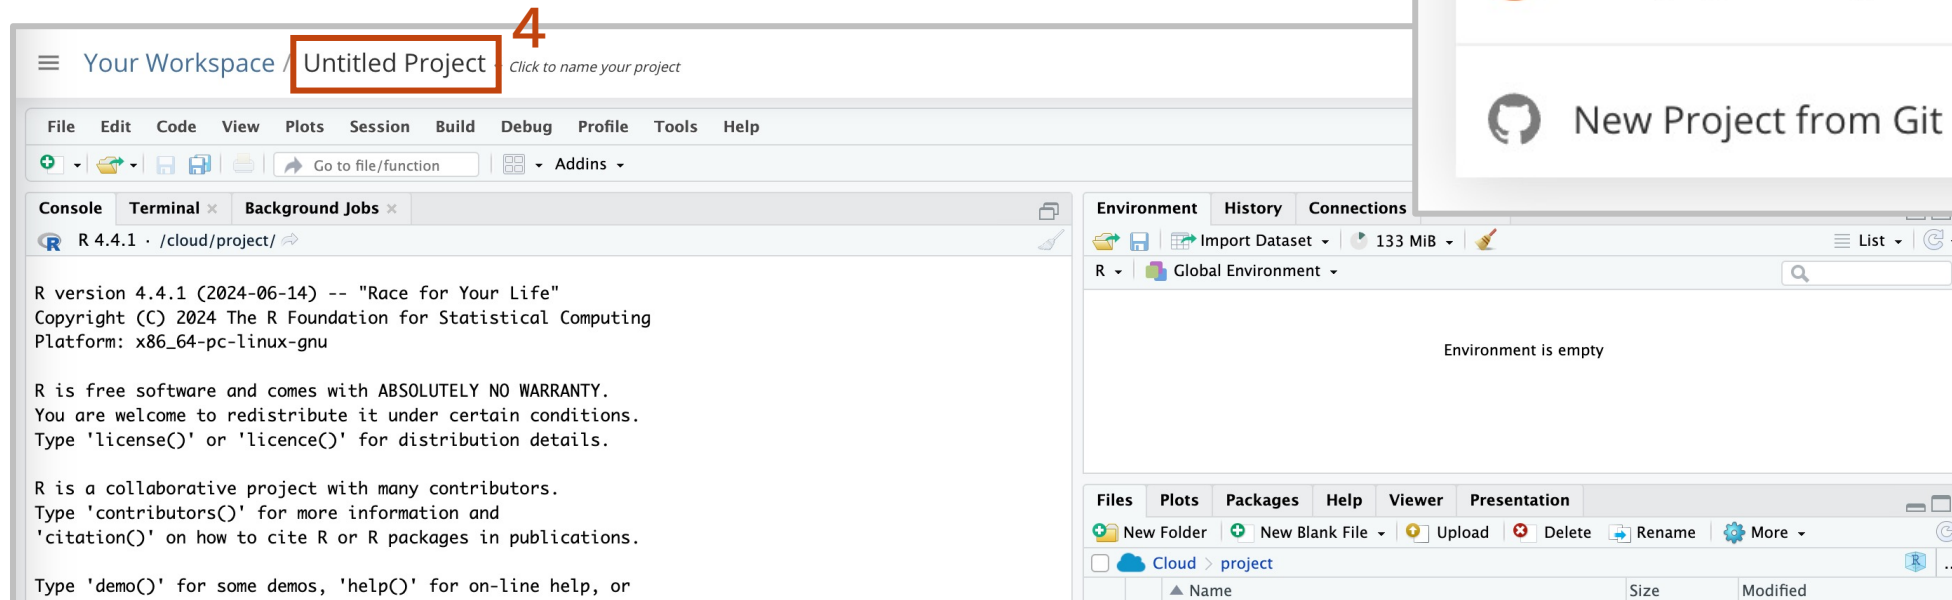 4
Your Workspace / Untitled Project Click to name your project
New Project from Git
File Edit Code View Plots Session Build Debug Profile Tools Help
Go to file/function Addins
Console Terminal Background Jobs
R 4.4.1 · /cloud/project/
R version 4.4.1 (2024-06-14) -- "Race for Your Life"
Copyright (C) 2024 The R Foundation for Statistical Computing
Platform: x86_64-pc-linux-gnu
R is free software and comes with ABSOLUTELY NO WARRANTY.
You are welcome to redistribute it under certain conditions.
Type 'license()' or 'licence()' for distribution details.
R is a collaborative project with many contributors.
Type 'contributors()' for more information and
'citation()' on how to cite R or R packages in publications.
Type 'demo()' for some demos, 'help()' for on-line help, or
Environment History Connections
Import Dataset 133 MiB List
R Global Environment
Environment is empty
Files Plots Packages Help Viewer Presentation
New Folder New Blank File Upload Delete Rename More
Cloud > project
Name Size Modified